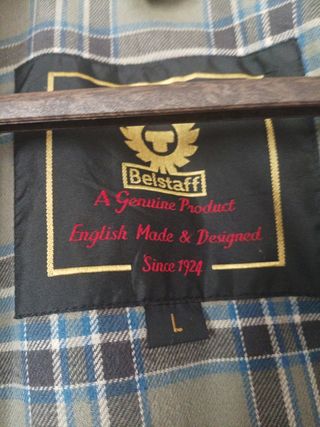 Belstaff
A Genuine Product
English Made & Designed
Since 1924
L